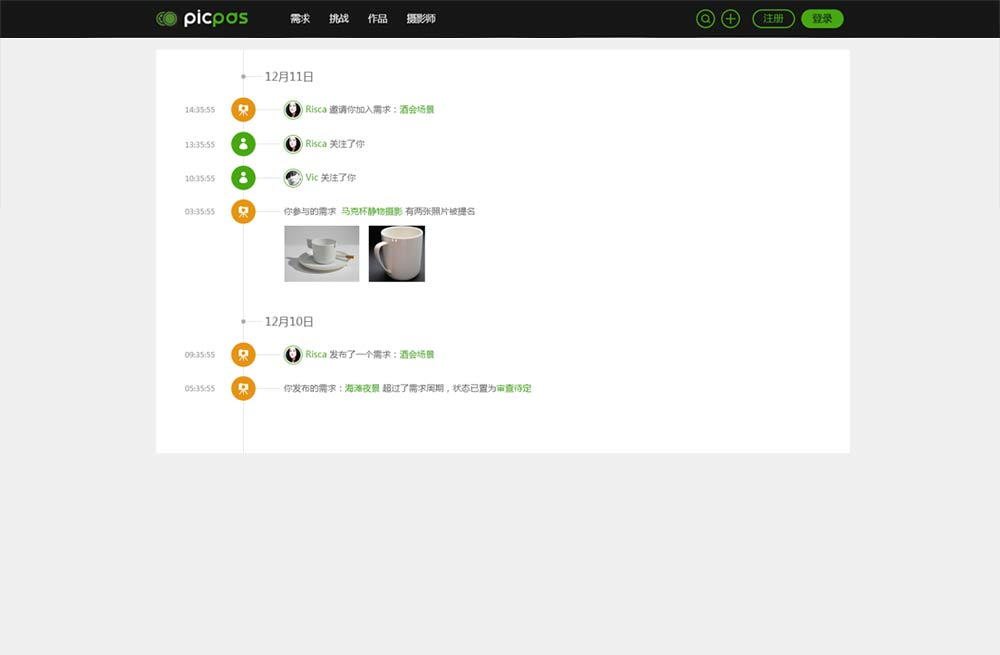 picpas 需求 挑战 作品 摄影师 注册 登录
12月11日
14:35:55 Risca 邀请你加入需求：酒会场景
13:35:55 Risca 关注了你
10:35:55 Vic 关注了你
03:35:55 你参与的需求 马克杯静物摄影 有两张照片被提名
12月10日
09:35:55 Risca 发布了一个需求：酒会场景
05:35:55 你发布的需求：海滩夜景 超过了需求周期，状态已置为审查待定